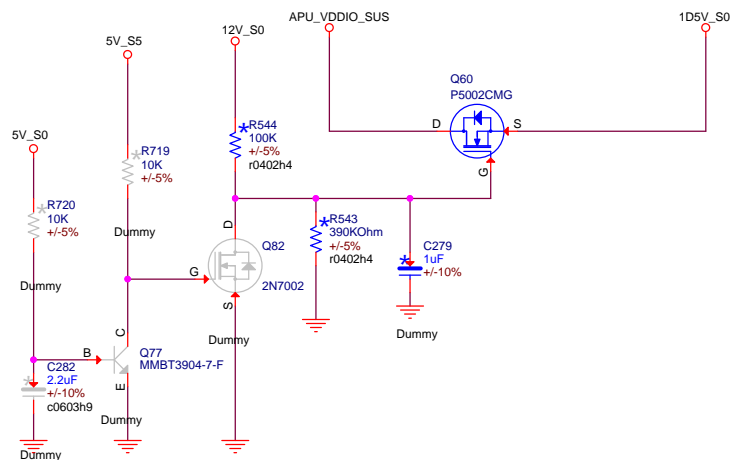 APU_VDDIO_SUS
1D5V_S0
12V_S0
5V_S5
5V_S0
Q60
P5002CMG
D
S
G
*R544
100K
+/-5%
r0402h4
*R719
10K
+/-5%
Dummy
*R720
10K
+/-5%
Dummy
D
Q82
G
2N7002
S
Dummy
*R543
390KOhm
+/-5%
r0402h4
*
C279
1uF
+/-10%
Dummy
C
B
Q77
MMBT3904-7-F
E
Dummy
*
C282
2.2uF
+/-10%
c0603h9
Dummy